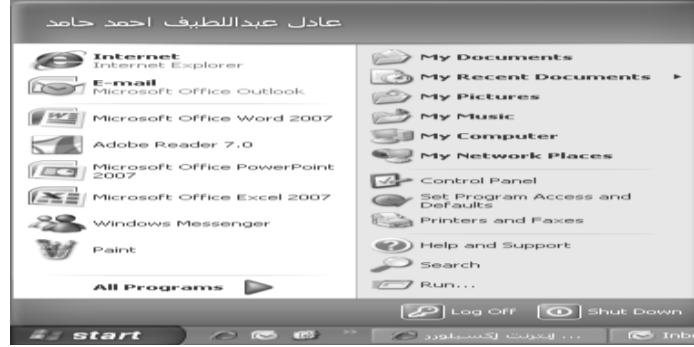 عادل عبداللطيف احمد حامد
Internet
Internet Explorer
E-mail
Microsoft Office Outlook
Microsoft Office Word 2007
Adobe Reader 7.0
Microsoft Office PowerPoint
2007
Microsoft Office Excel 2007
Windows Messenger
Paint
All Programs
My Documents
My Recent Documents
My Pictures
My Music
My Computer
My Network Places
Control Panel
Set Program Access and
Defaults
Printers and Faxes
Help and Support
Search
Run...
Log Off
Shut Down
start
... إنترنت إكسبلورر
Inb